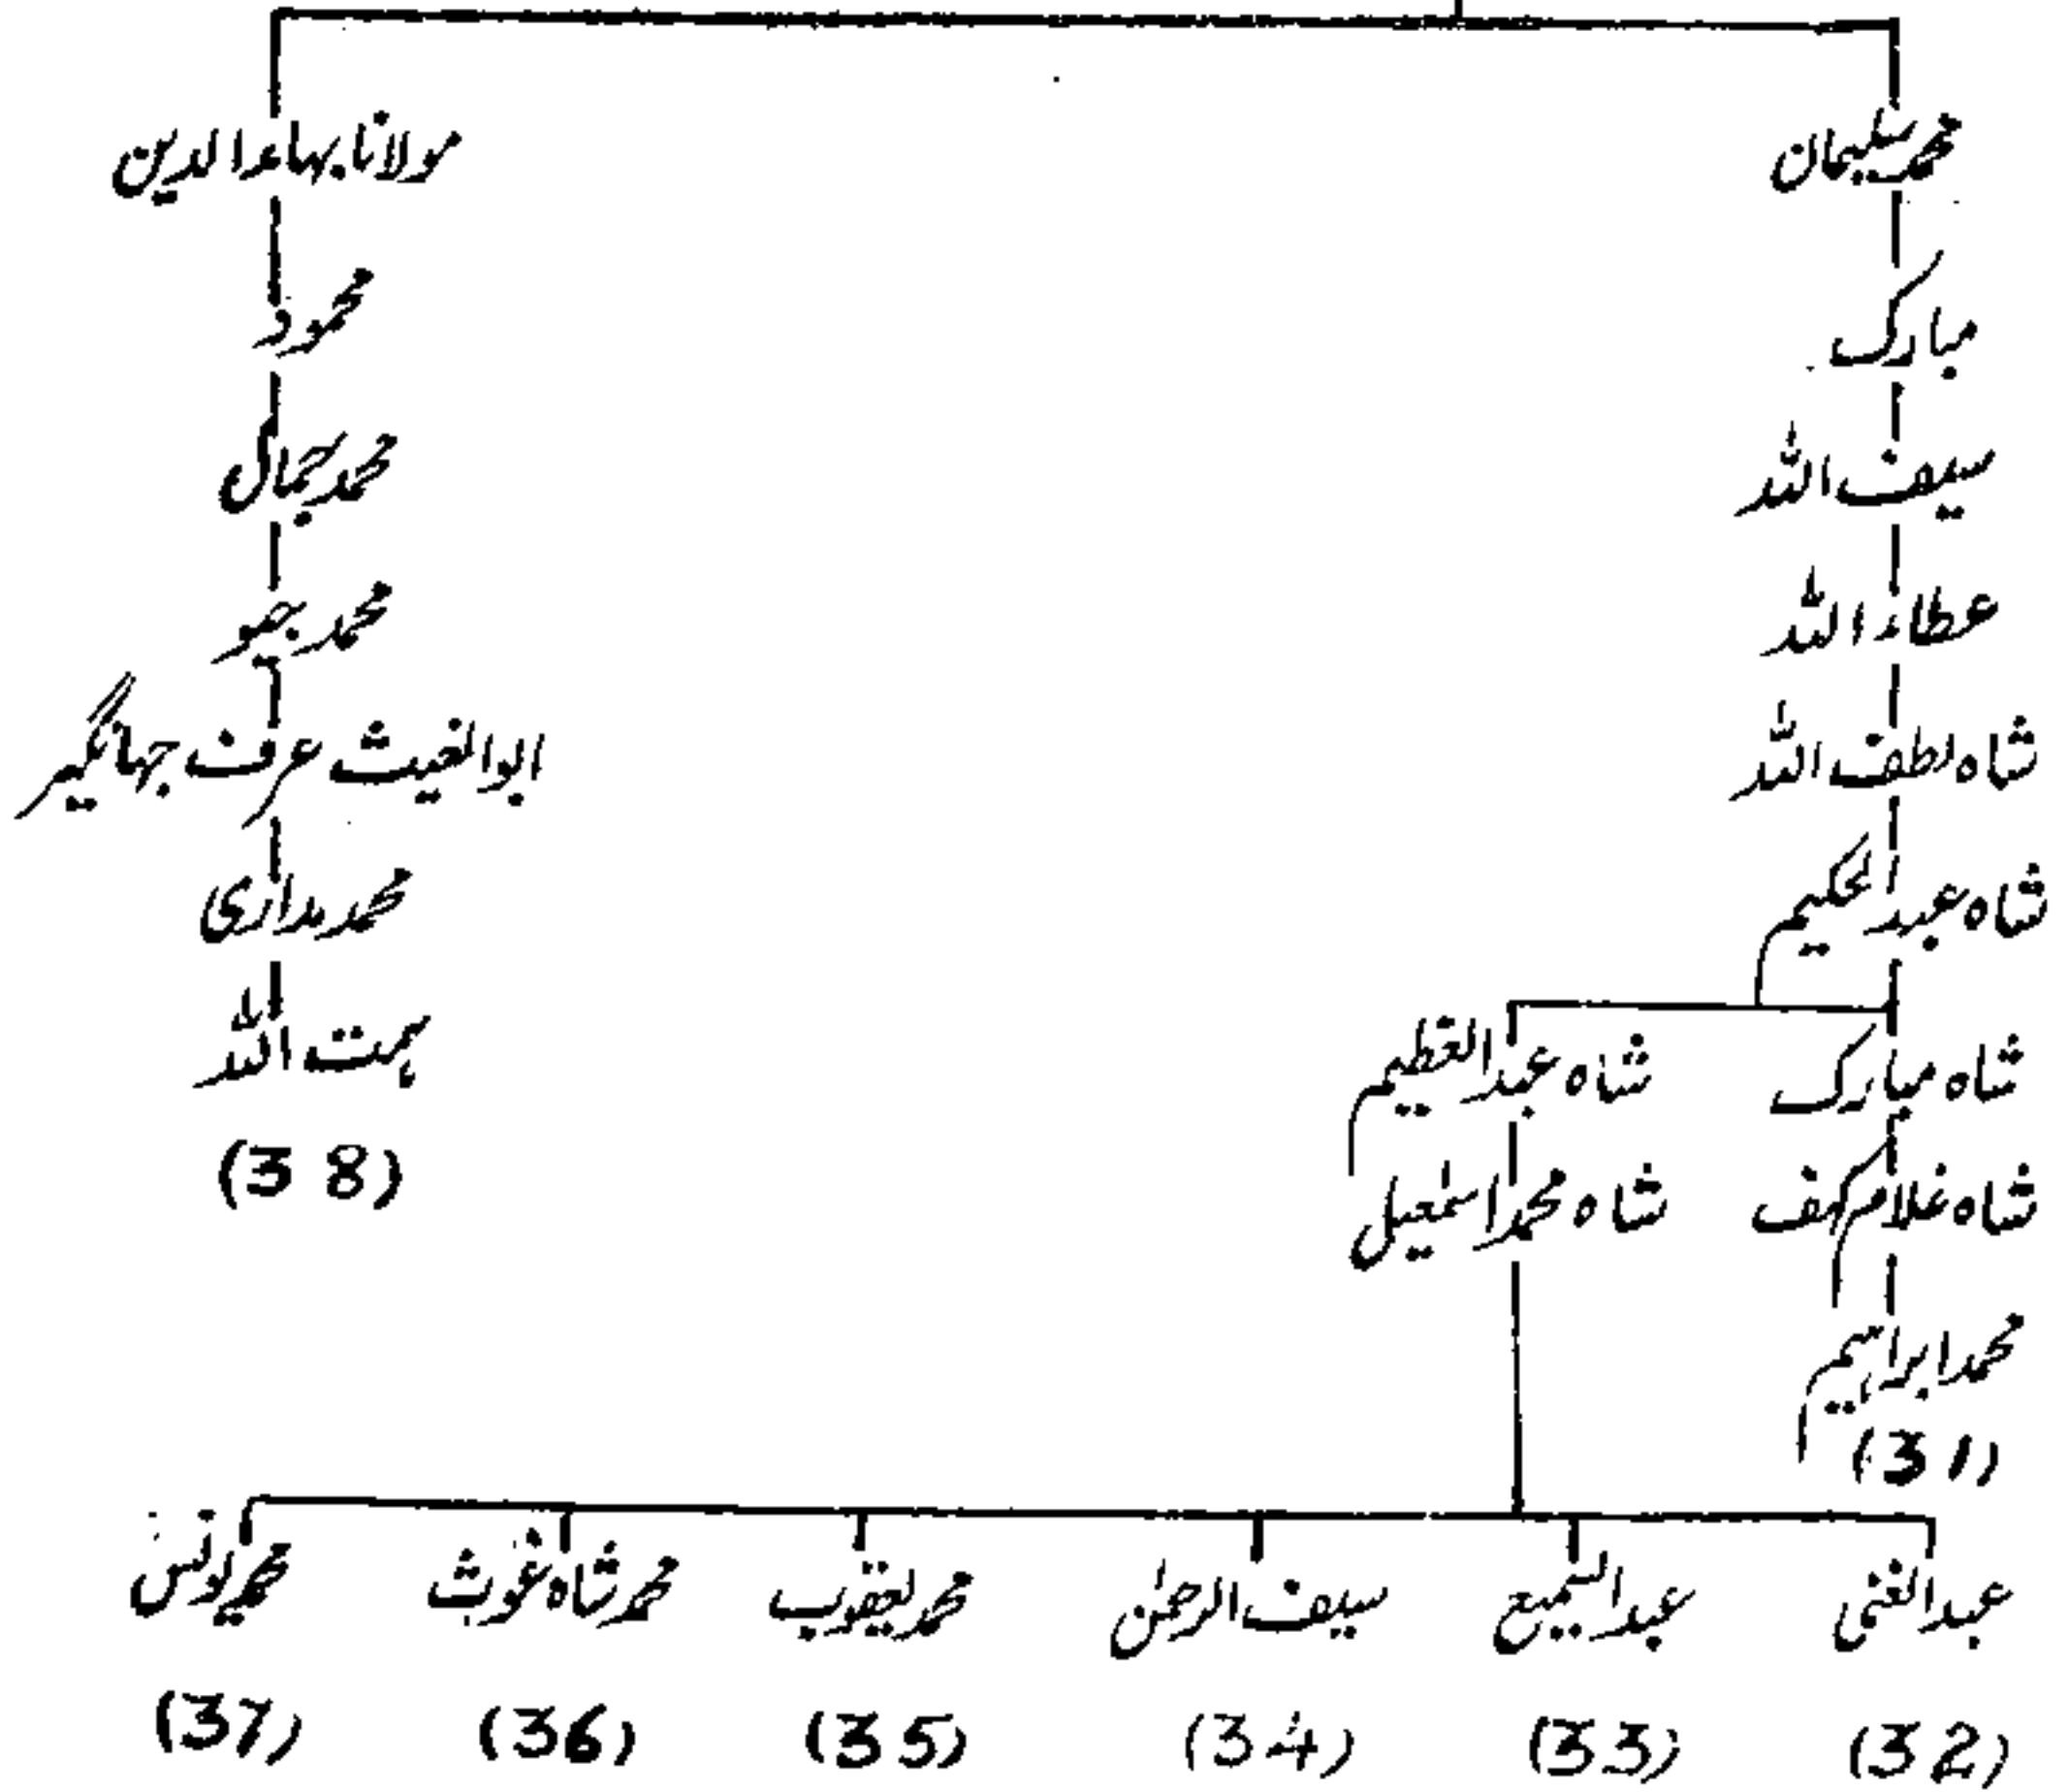 محمد سلیمان
مولانا بہاء الدین
مبارک
محمود
سیف اللہ
محمد جمال
عطاء اللہ
محمد جیو
شاہ لطف اللہ
ابوالغیث عرف جہانگیر
شاہ عبدالحکیم
محمد مداری
ہمت اللہ
(38)
شاہ مبارک
شاہ عبدالعظیم
شاہ غلام کہف
شاہ محمد اسمٰعیل
محمد ابراہیم
(31)
عبدالغنی
عبدالسمیع
سیف الرحمٰن
محمد یعقوب
محمد شاہ غوث
محمد یونس
(32)
(33)
(34)
(35)
(36)
(37)